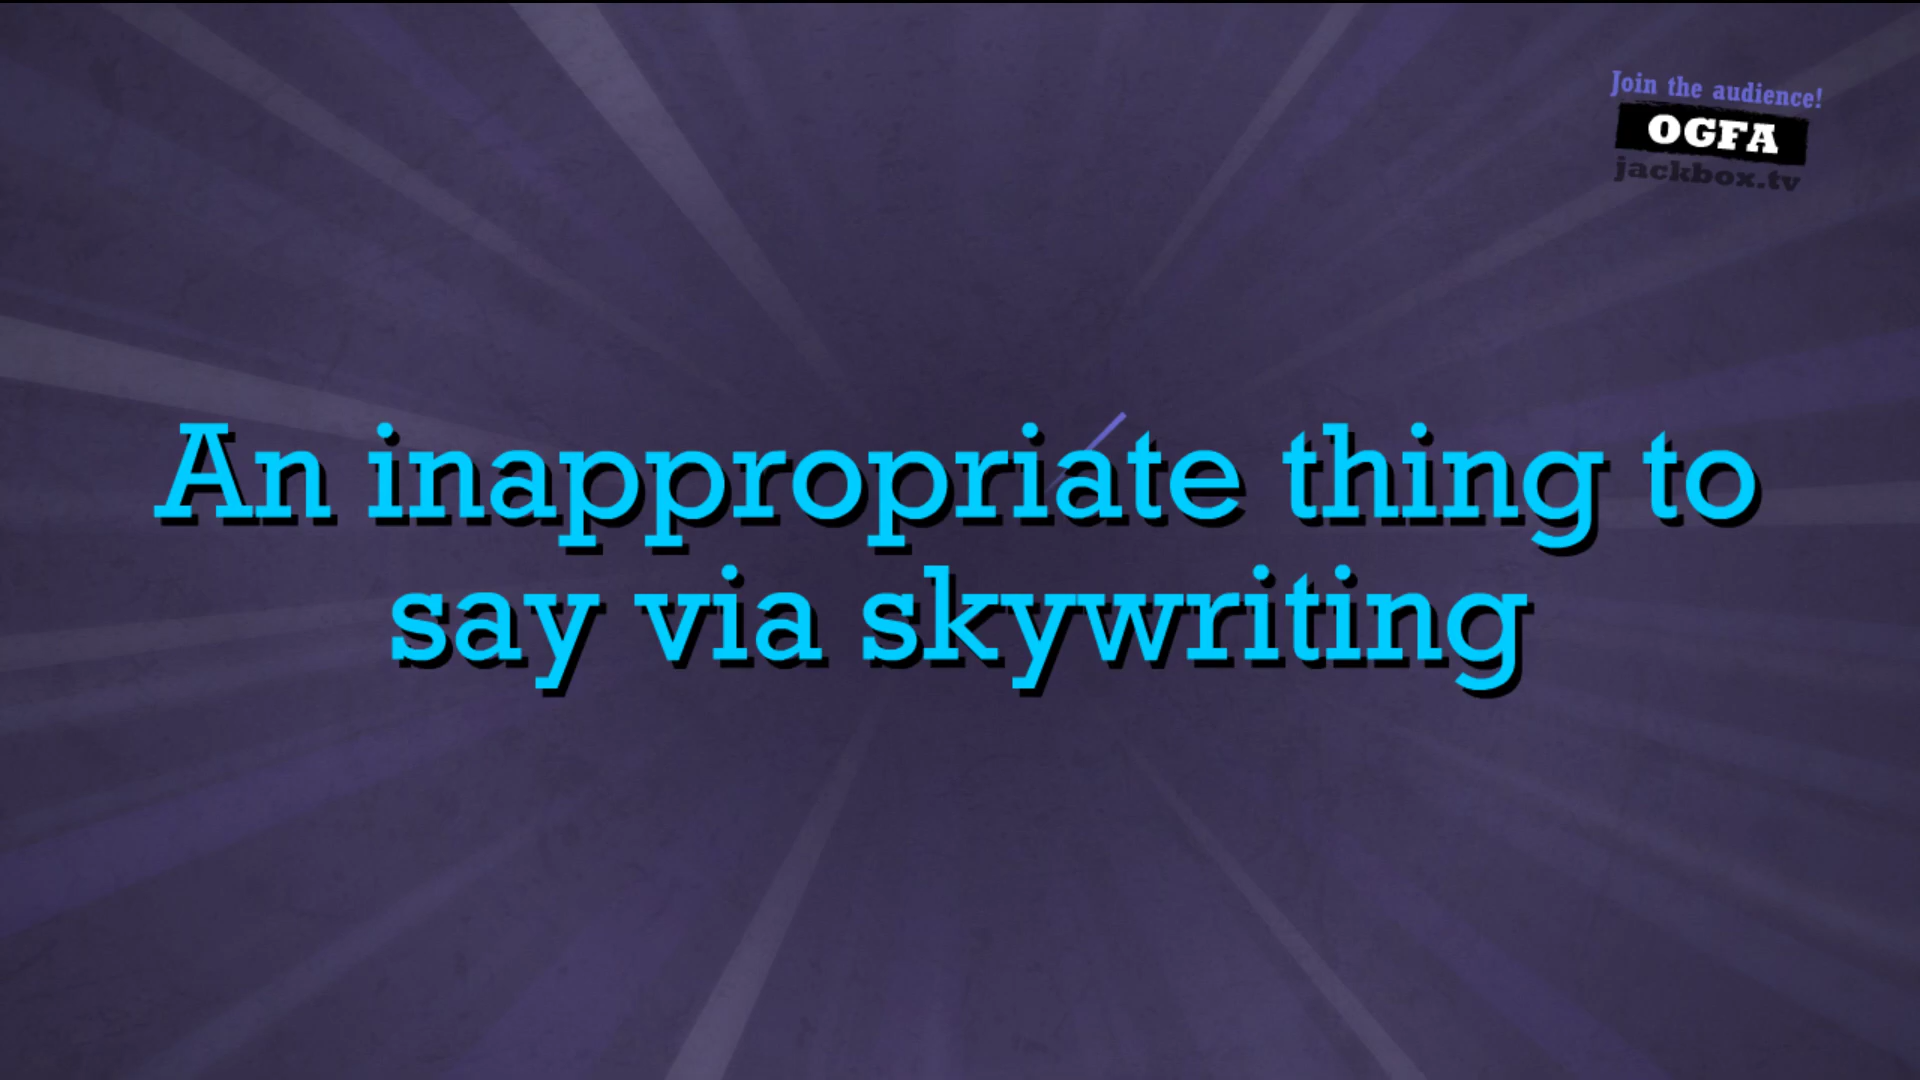 Join the audience!
OGFA
jackbox.tv
An inappropriate thing to
say via skywriting